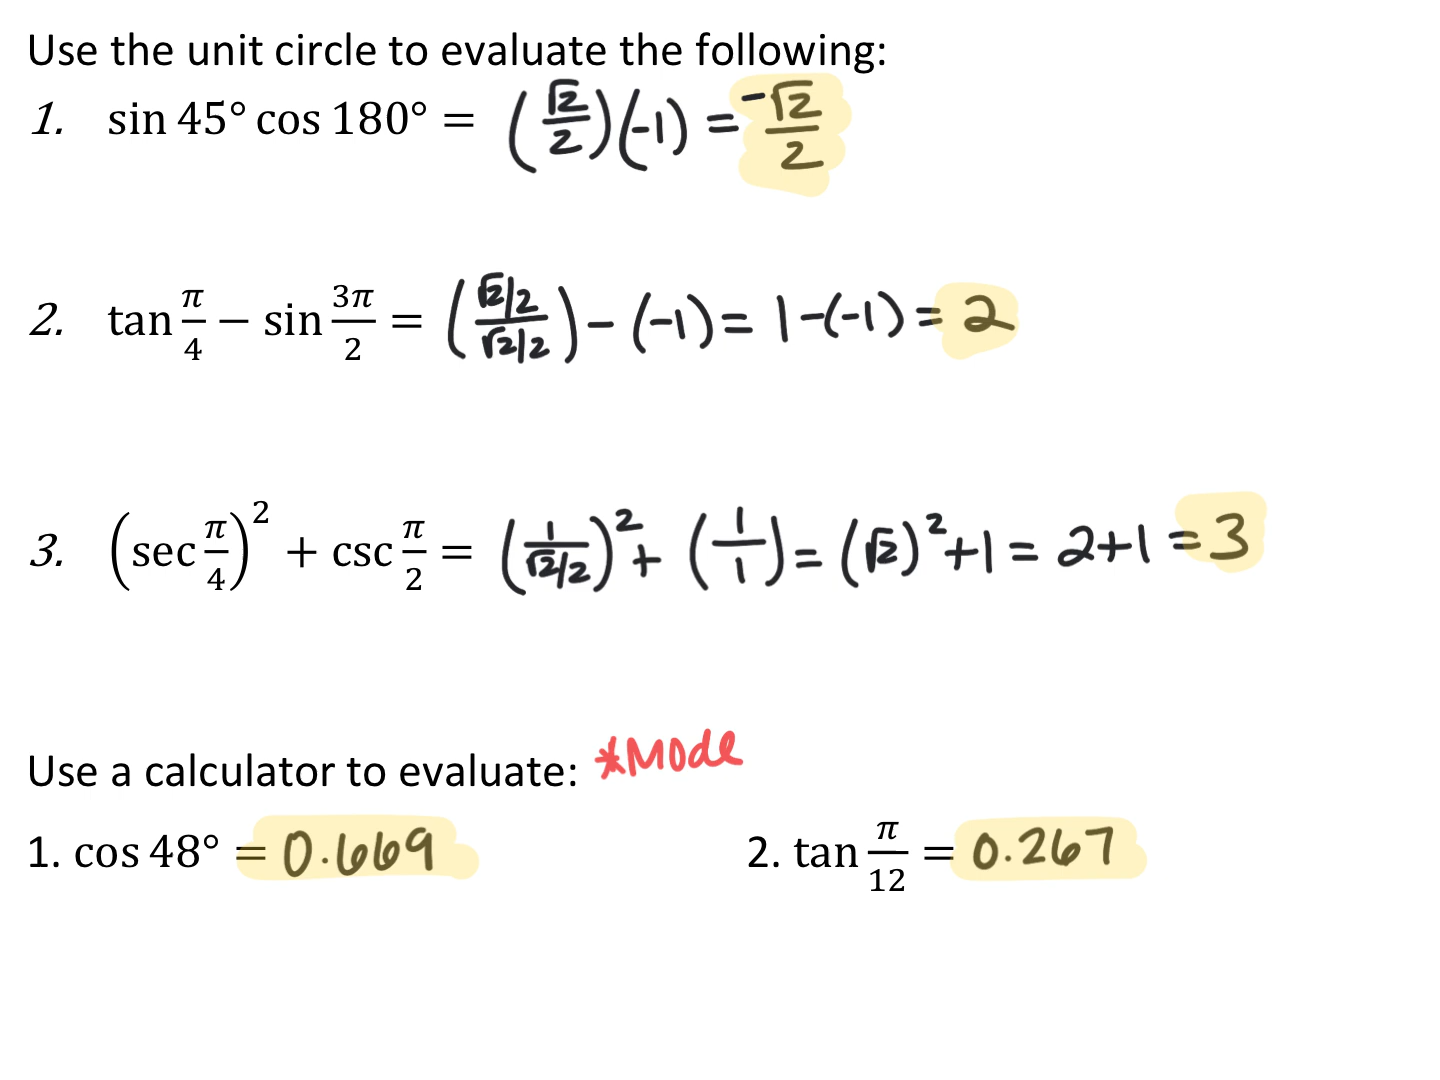 Use the unit circle to evaluate the following:
1. sin 45° cos 180° = (√2/2)(-1) = -√2/2
2. tan π/4 − sin 3π/2 = (√2/2 / √2/2) − (-1) = 1-(-1) = 2
3. (sec π/4)² + csc π/2 = (1 / √2/2)² + (1/1) = (√2)² +1 = 2+1 = 3
Use a calculator to evaluate: *Mode
1. cos 48° = 0.669 2. tan π/12 = 0.267